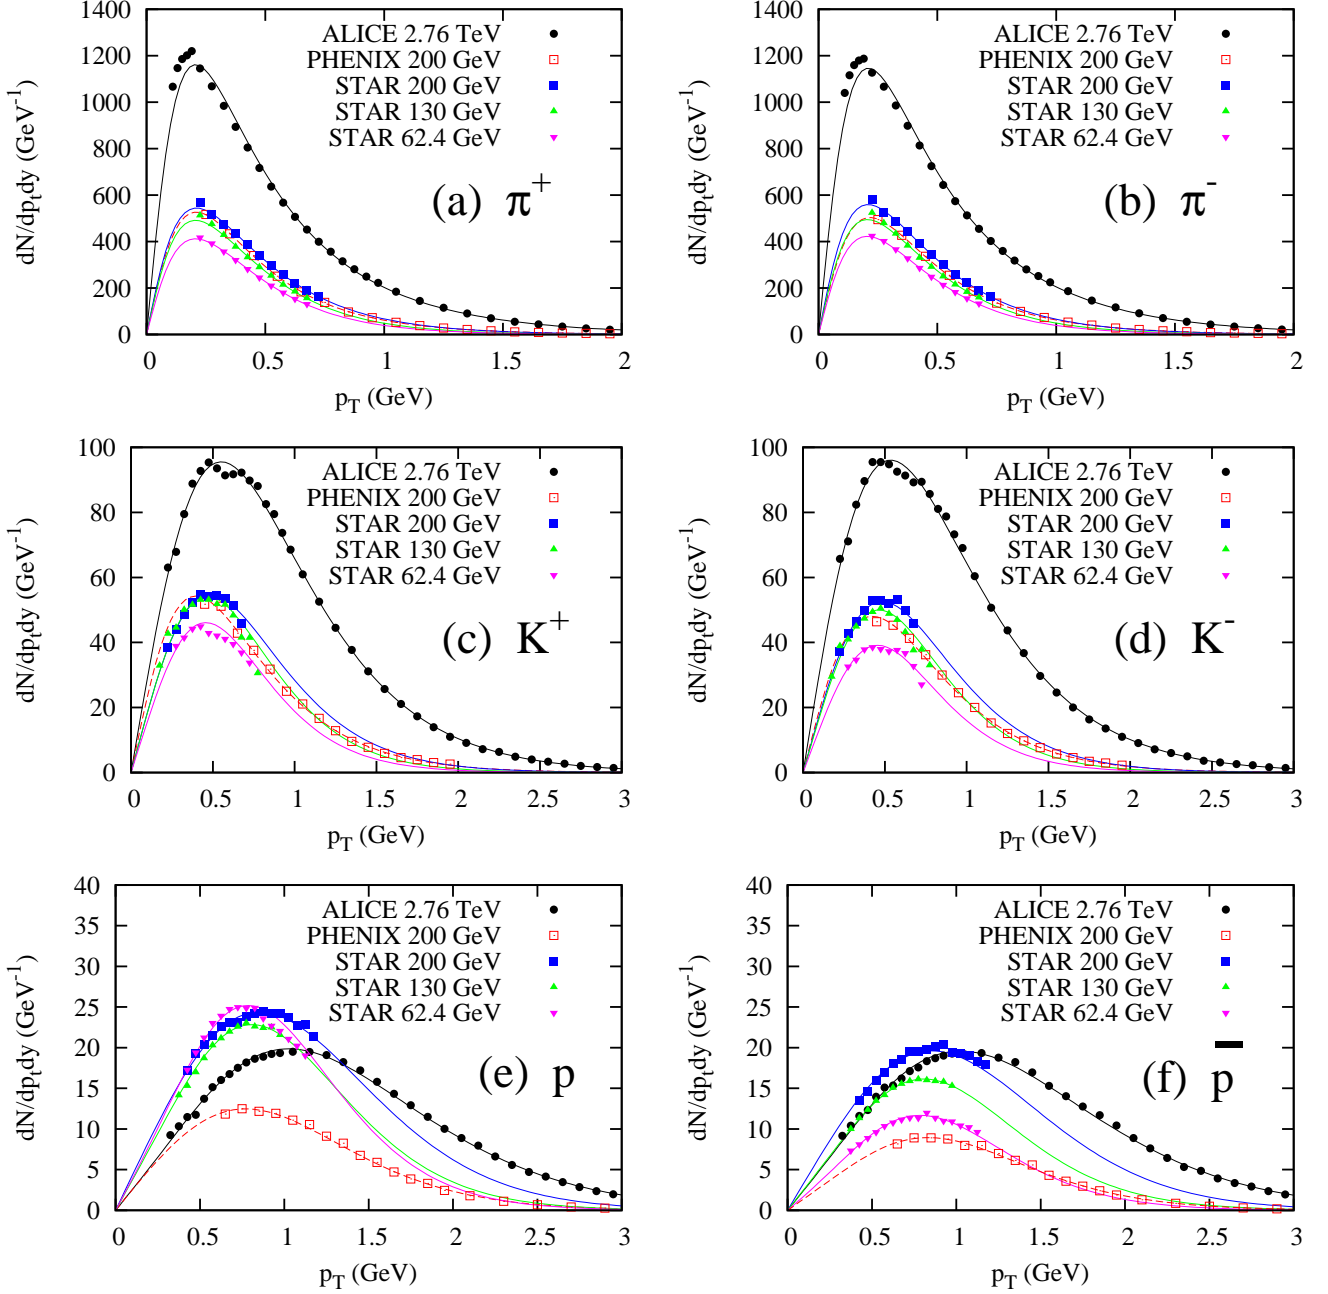 1400
1200
1000
800
600
400
200
0
dN/dp_tdy (GeV^-1)
ALICE 2.76 TeV
PHENIX 200 GeV
STAR 200 GeV
STAR 130 GeV
STAR 62.4 GeV
(a) π^+
0 0.5 1 1.5 2
p_T (GeV)
1400
1200
1000
800
600
400
200
0
dN/dp_tdy (GeV^-1)
ALICE 2.76 TeV
PHENIX 200 GeV
STAR 200 GeV
STAR 130 GeV
STAR 62.4 GeV
(b) π^-
0 0.5 1 1.5 2
p_T (GeV)
100
80
60
40
20
0
dN/dp_tdy (GeV^-1)
ALICE 2.76 TeV
PHENIX 200 GeV
STAR 200 GeV
STAR 130 GeV
STAR 62.4 GeV
(c) K^+
0 0.5 1 1.5 2 2.5 3
p_T (GeV)
100
80
60
40
20
0
dN/dp_tdy (GeV^-1)
ALICE 2.76 TeV
PHENIX 200 GeV
STAR 200 GeV
STAR 130 GeV
STAR 62.4 GeV
(d) K^-
0 0.5 1 1.5 2 2.5 3
p_T (GeV)
40
35
30
25
20
15
10
5
0
dN/dp_tdy (GeV^-1)
ALICE 2.76 TeV
PHENIX 200 GeV
STAR 200 GeV
STAR 130 GeV
STAR 62.4 GeV
(e) p
0 0.5 1 1.5 2 2.5 3
p_T (GeV)
40
35
30
25
20
15
10
5
0
dN/dp_tdy (GeV^-1)
ALICE 2.76 TeV
PHENIX 200 GeV
STAR 200 GeV
STAR 130 GeV
STAR 62.4 GeV
(f) p̄
0 0.5 1 1.5 2 2.5 3
p_T (GeV)